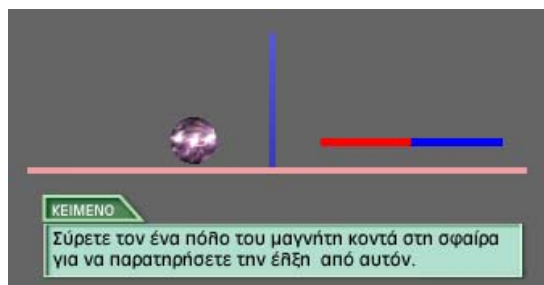 ΚΕΙΜΕΝΟ
Σύρετε τον ένα πόλο του μαγνήτη κοντά στη σφαίρα
για να παρατηρήσετε την έλξη από αυτόν.